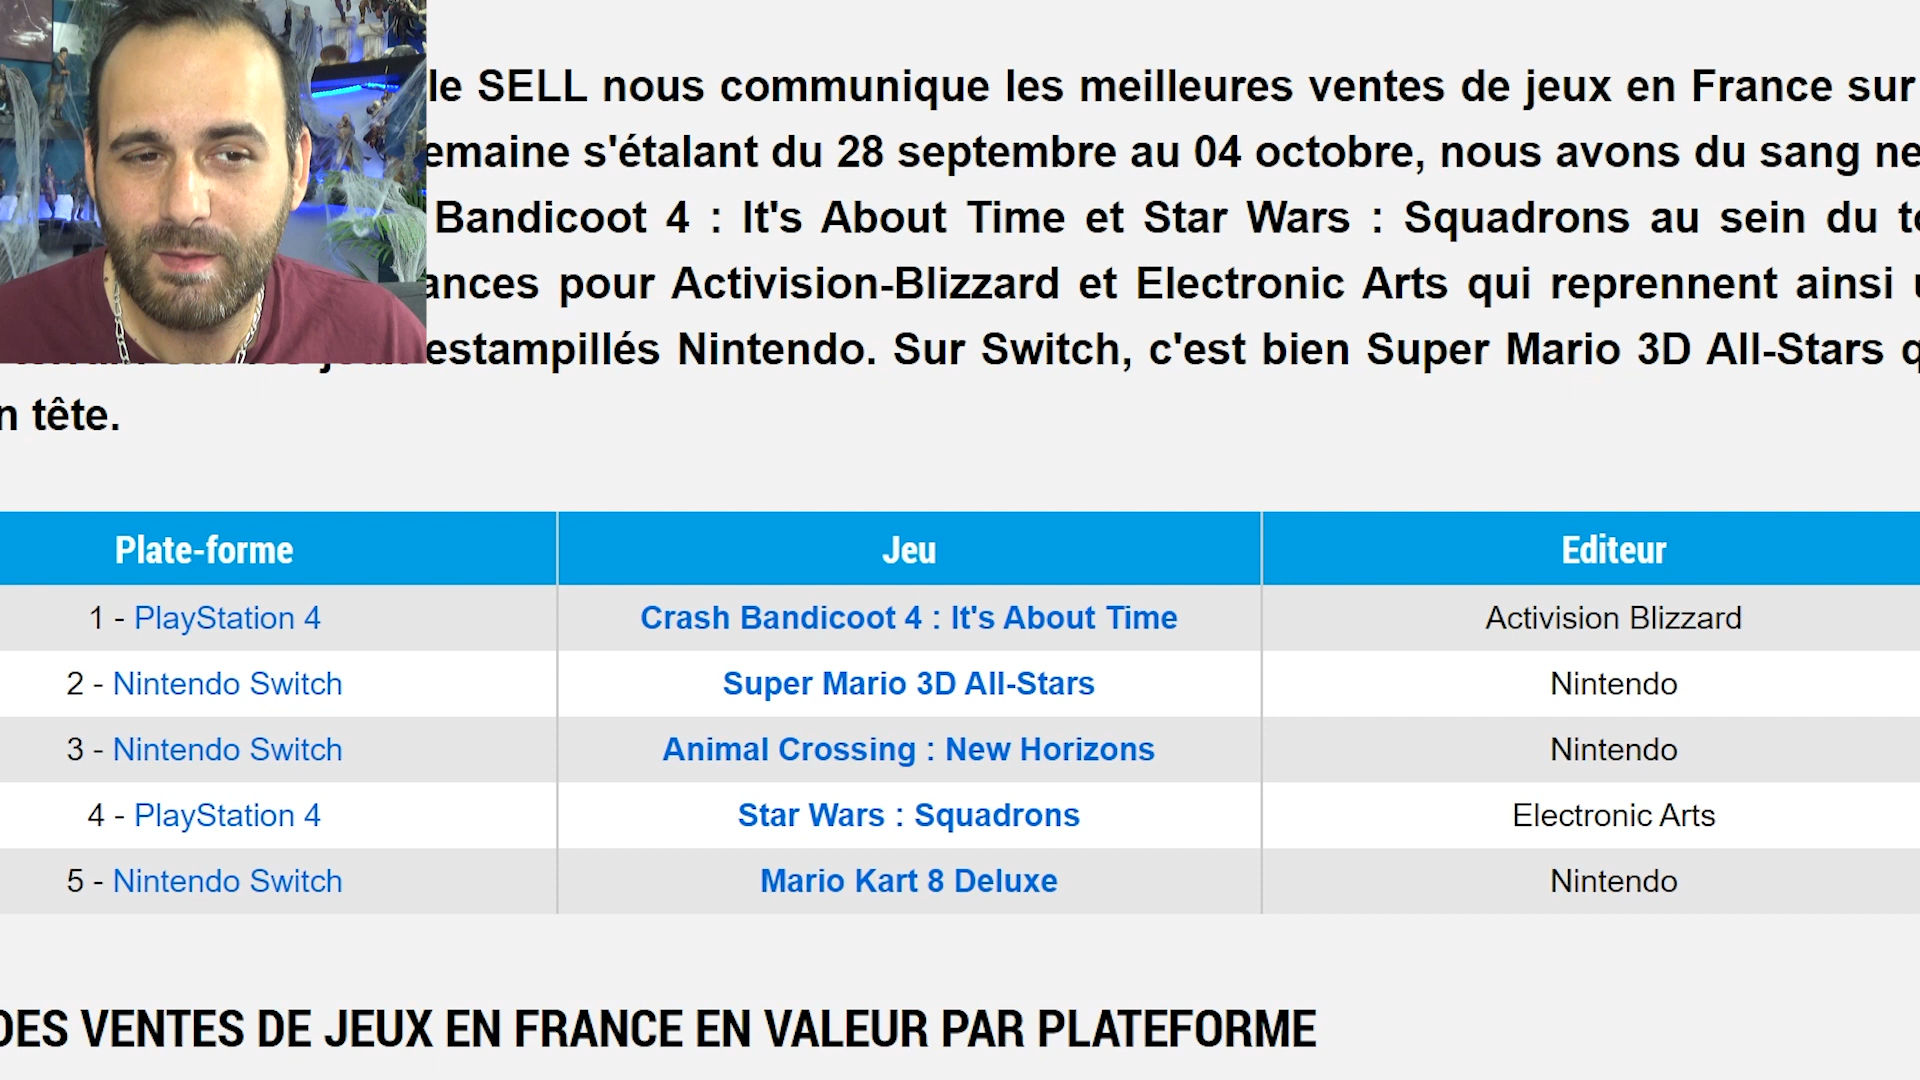 le SELL nous communique les meilleures ventes de jeux en France sur
s'étalant du 28 septembre au 04 octobre, nous avons du sang
Bandicoot 4 : It's About Time et Star Wars : Squadrons au sein du
pour Activision-Blizzard et Electronic Arts qui reprennent ainsi
estampillés Nintendo. Sur Switch, c'est bien Super Mario 3D All-Stars
tête.
Plate-forme Jeu Editeur
1 - PlayStation 4 Crash Bandicoot 4 : It's About Time Activision Blizzard
2 - Nintendo Switch Super Mario 3D All-Stars Nintendo
3 - Nintendo Switch Animal Crossing : New Horizons Nintendo
4 - PlayStation 4 Star Wars : Squadrons Electronic Arts
5 - Nintendo Switch Mario Kart 8 Deluxe Nintendo
DES VENTES DE JEUX EN FRANCE EN VALEUR PAR PLATEFORME